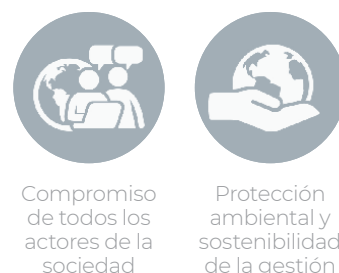 Compromiso
de todos los
actores de la
sociedad
Protección
ambiental y
sostenibilidad
de la gestión